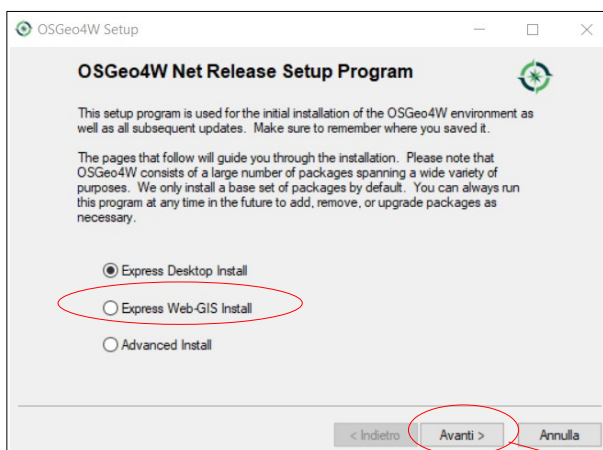 OSGeo4W Setup
OSGeo4W Net Release Setup Program
This setup program is used for the initial installation of the OSGeo4W environment as
well as all subsequent updates. Make sure to remember where you saved it.
The pages that follow will guide you through the installation. Please note that
OSGeo4W consists of a large number of packages spanning a wide variety of
purposes. We only install a base set of packages by default. You can always run
this program at any time in the future to add, remove, or upgrade packages as
necessary.
Express Desktop Install
Express Web-GIS Install
Advanced Install
< Indietro Avanti > Annulla